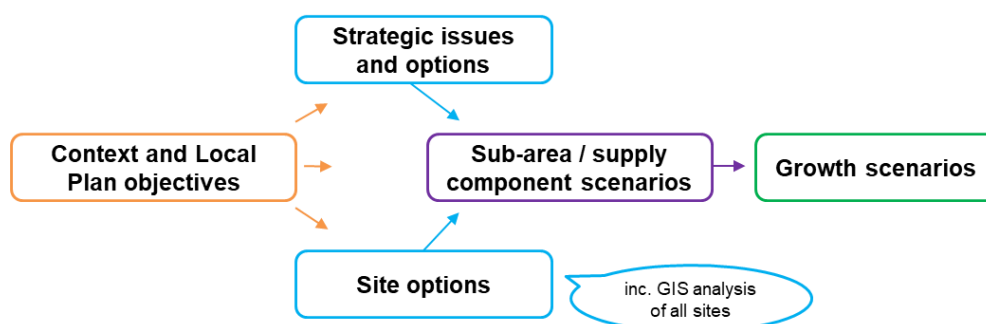 Strategic issues
and options
Context and Local
Plan objectives
Sub-area / supply
component scenarios
Growth scenarios
Site options
inc. GIS analysis
of all sites